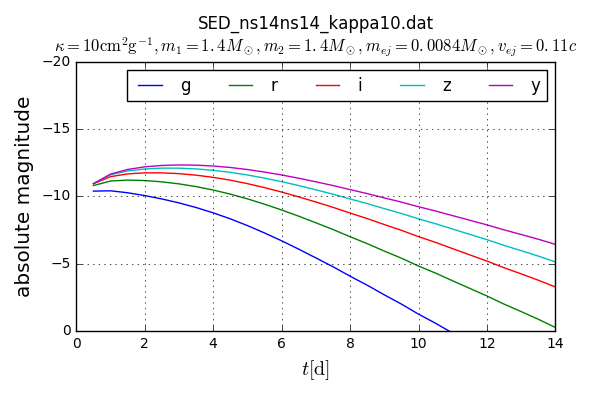 SED_ns14ns14_kappa10.dat
κ = 10cm²g⁻¹, m₁ = 1.4M⊙, m₂ = 1.4M⊙, mₑⱼ = 0.0084M⊙, vₑⱼ = 0.11c
g r i z y
−20
−15
−10
−5
0
absolute magnitude
0 2 4 6 8 10 12 14
t[d]